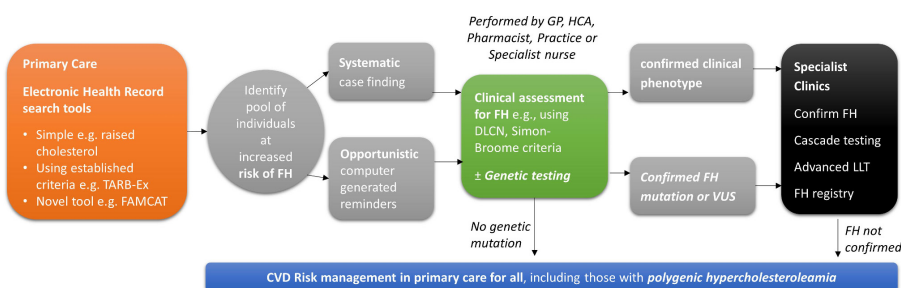 Primary Care
Electronic Health Record
search tools
• Simple e.g. raised
cholesterol
• Using established
criteria e.g. TARB-Ex
• Novel tool e.g. FAMCAT
Identify
pool of
individuals
at
increased
risk of FH
Systematic
case finding
Opportunistic
computer
generated
reminders
Performed by GP, HCA,
Pharmacist, Practice or
Specialist nurse
Clinical assessment
for FH e.g., using
DLCN, Simon-
Broome criteria
± Genetic testing
No genetic
mutation
confirmed clinical
phenotype
Confirmed FH
mutation or VUS
Specialist
Clinics
Confirm FH
Cascade testing
Advanced LLT
FH registry
FH not
confirmed
CVD Risk management in primary care for all, including those with polygenic hypercholesteroleamia